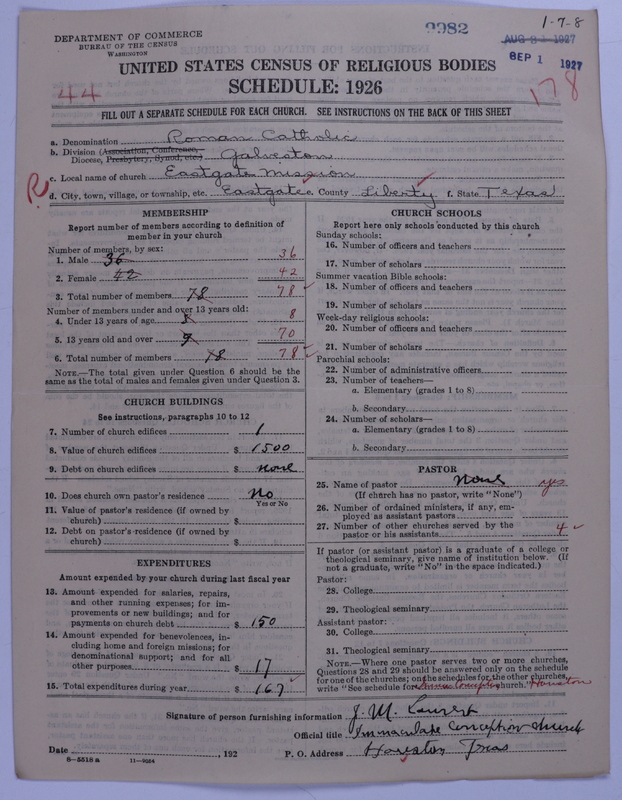 1-7-8
9982
DEPARTMENT OF COMMERCE
BUREAU OF THE CENSUS
WASHINGTON
AUG 31 1927
SEP 1 1927
UNITED STATES CENSUS OF RELIGIOUS BODIES
SCHEDULE: 1926
44
178
FILL OUT A SEPARATE SCHEDULE FOR EACH CHURCH. SEE INSTRUCTIONS ON THE BACK OF THIS SHEET
a. Denomination Roman Catholic
b. Division (Association, Conference, Diocese, Presbytery, Synod, etc.) Galveston
c. Local name of church Eastgate Mission
R
d. City, town, village, or township, etc. Eastgate e. County Liberty f. State Texas
MEMBERSHIP
Report number of members according to definition of
member in your church
Number of members, by sex:
1. Male 36 36
2. Female 42 42
3. Total number of members 78 78
Number of members under and over 13 years old:
4. Under 13 years of age 8
5. 13 years old and over 70
6. Total number of members 78 78
NOTE.—The total given under Question 6 should be
same as the total of males and females given under Question 3.
CHURCH BUILDINGS
See instructions, paragraphs 10 to 12
7. Number of church edifices 1
8. Value of church edifices $ 1500
9. Debt on church edifices $ none
10. Does church own pastor's residence No
Yes or No
11. Value of pastor's residence (if owned by
church) $
12. Debt on pastor's residence (if owned by
church) $
EXPENDITURES
Amount expended by your church during last fiscal year
13. Amount expended for salaries, repairs,
and other running expenses; for im-
provements or new buildings; and for
payments on church debt $ 150
14. Amount expended for benevolences, in-
cluding home and foreign missions; for
denominational support; and for all
other purposes $ 17
15. Total expenditures during year $ 167
CHURCH SCHOOLS
Report here only schools conducted by this church
Sunday schools:
16. Number of officers and teachers
17. Number of scholars
Summer vacation Bible schools:
18. Number of officers and teachers
19. Number of scholars
Week-day religious schools:
20. Number of officers and teachers
21. Number of scholars
Parochial schools:
22. Number of administrative officers
23. Number of teachers—
a. Elementary (grades 1 to 8)
b. Secondary
24. Number of scholars—
a. Elementary (grades 1 to 8)
b. Secondary
PASTOR
25. Name of pastor None yes
(If church has no pastor, write "None")
26. Number of ordained ministers, if any, em-
ployed as assistant pastors
27. Number of other churches served by the
pastor or his assistants 4
If pastor (or assistant pastor) is a graduate of a college or
theological seminary, give name of institution below. (If
not a graduate, write "No" in the space indicated.)
Pastor:
28. College
29. Theological seminary
Assistant pastor:
30. College
31. Theological seminary
NOTE.—Where one pastor serves two or more churches,
Questions 28 and 29 should be answered only on the schedule
for one of the churches; on the schedules for the other churches,
write "See schedule for church." Houston
Signature of person furnishing information J. M.
Official title Immaculate Conception Church
Date , 192 P. O. Address Houston Texas
8—5518 a 11—9254